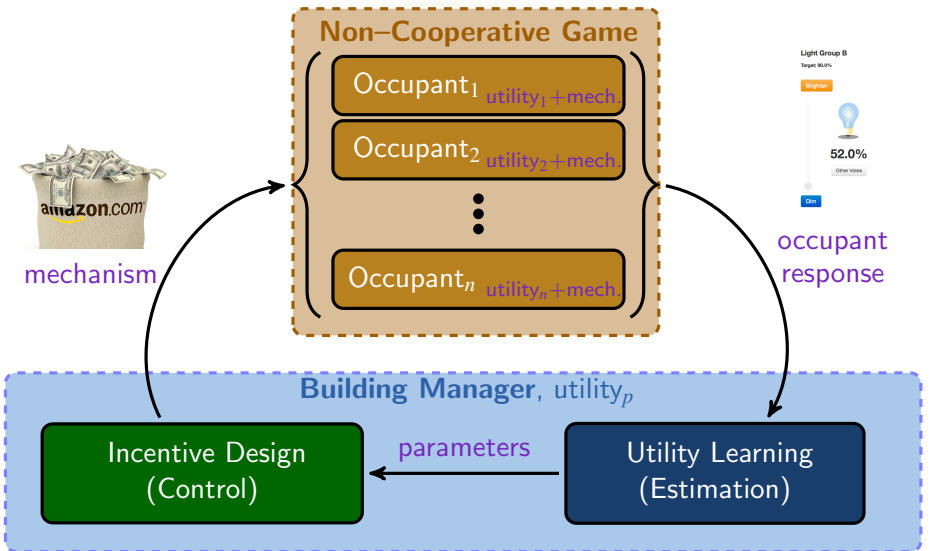 Non–Cooperative Game
Occupant1 utility1+mech.
Occupant2 utility2+mech.
Occupantn utilityn+mech.
amazon.com
mechanism
Light Group B
Target: 90.0%
Brighten
52.0%
Other Votes
Dim
occupant
response
Building Manager, utilityp
Incentive Design
(Control)
parameters
Utility Learning
(Estimation)